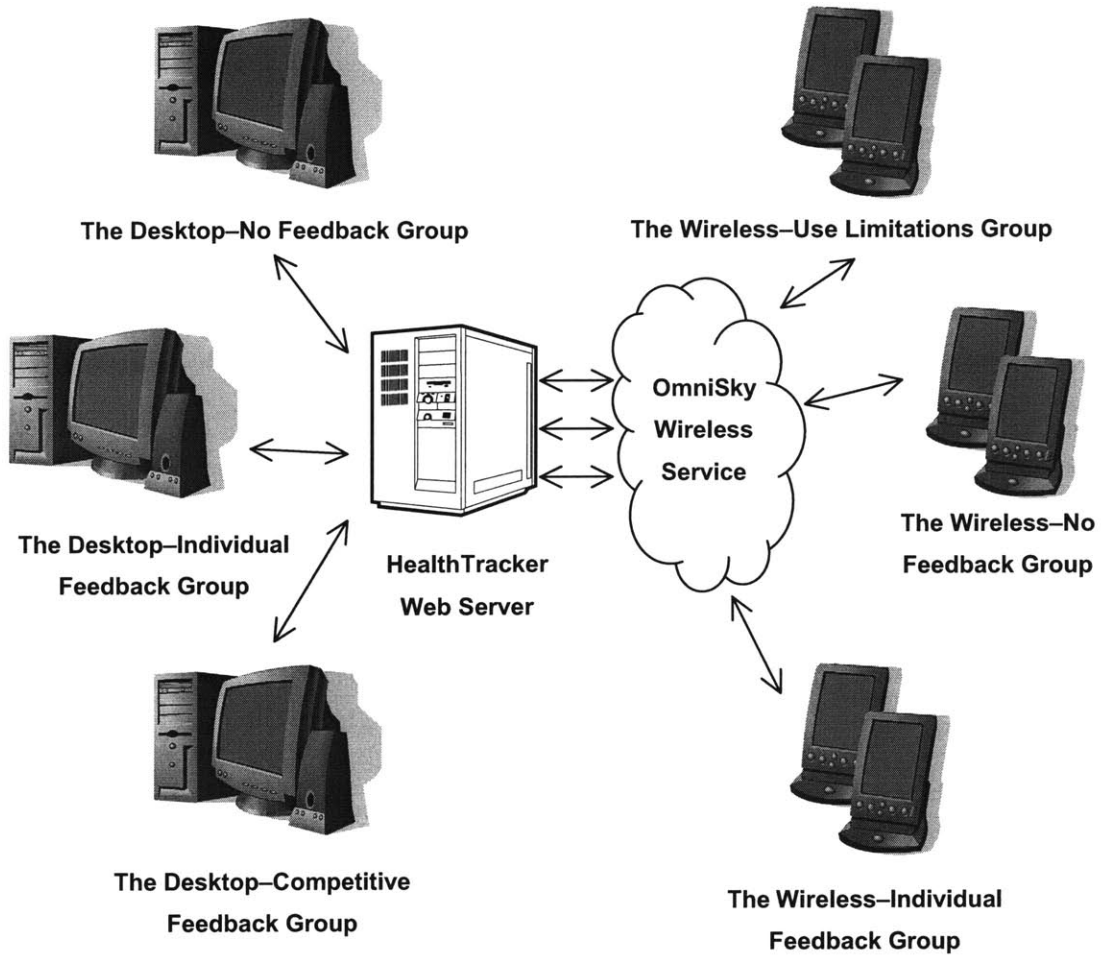 The Desktop–No Feedback Group
The Wireless–Use Limitations Group
OmniSky
Wireless
Service
The Desktop–Individual
Feedback Group
HealthTracker
Web Server
The Wireless–No
Feedback Group
The Desktop–Competitive
Feedback Group
The Wireless–Individual
Feedback Group